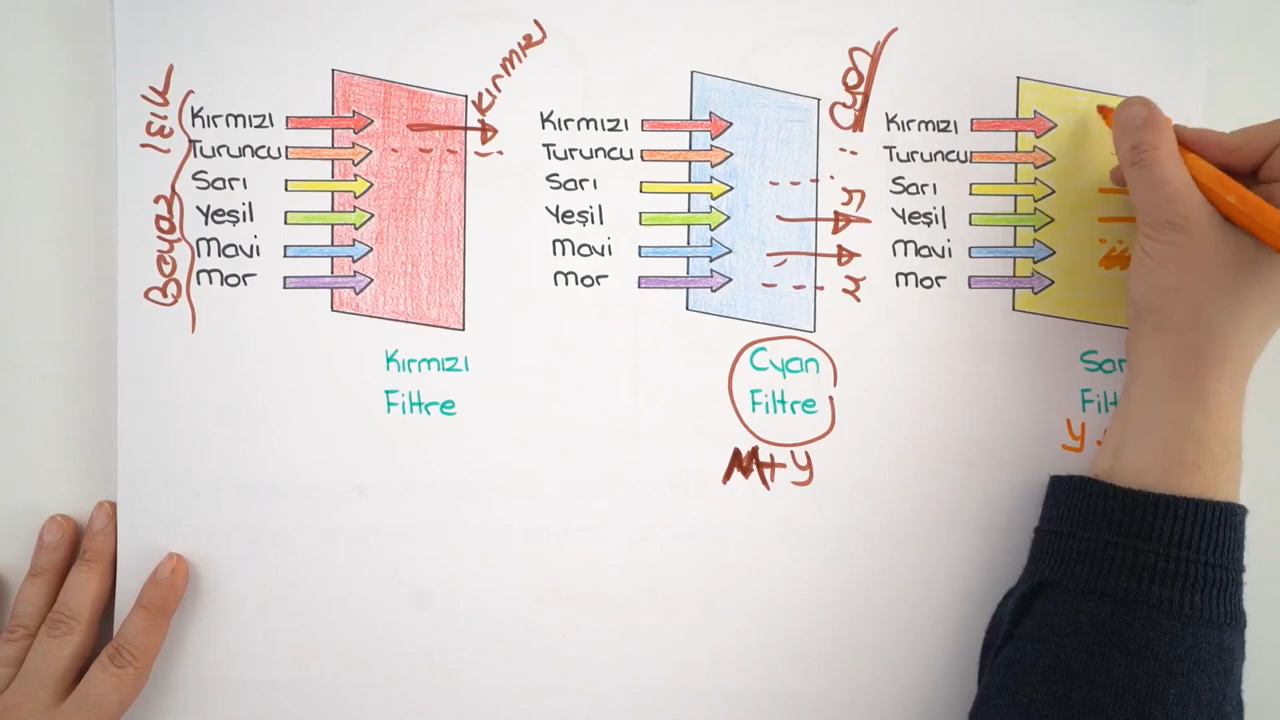 Beyaz Işık
Kırmızı
Turuncu
Sarı
Yeşil
Mavi
Mor
Kırmızı
Kırmızı
Filtre
Kırmızı
Turuncu
Sarı
Yeşil
Mavi
Mor
Cyan
Y
M
Cyan
Filtre
M+Y
Kırmızı
Turuncu
Sarı
Yeşil
Mavi
Mor
Y